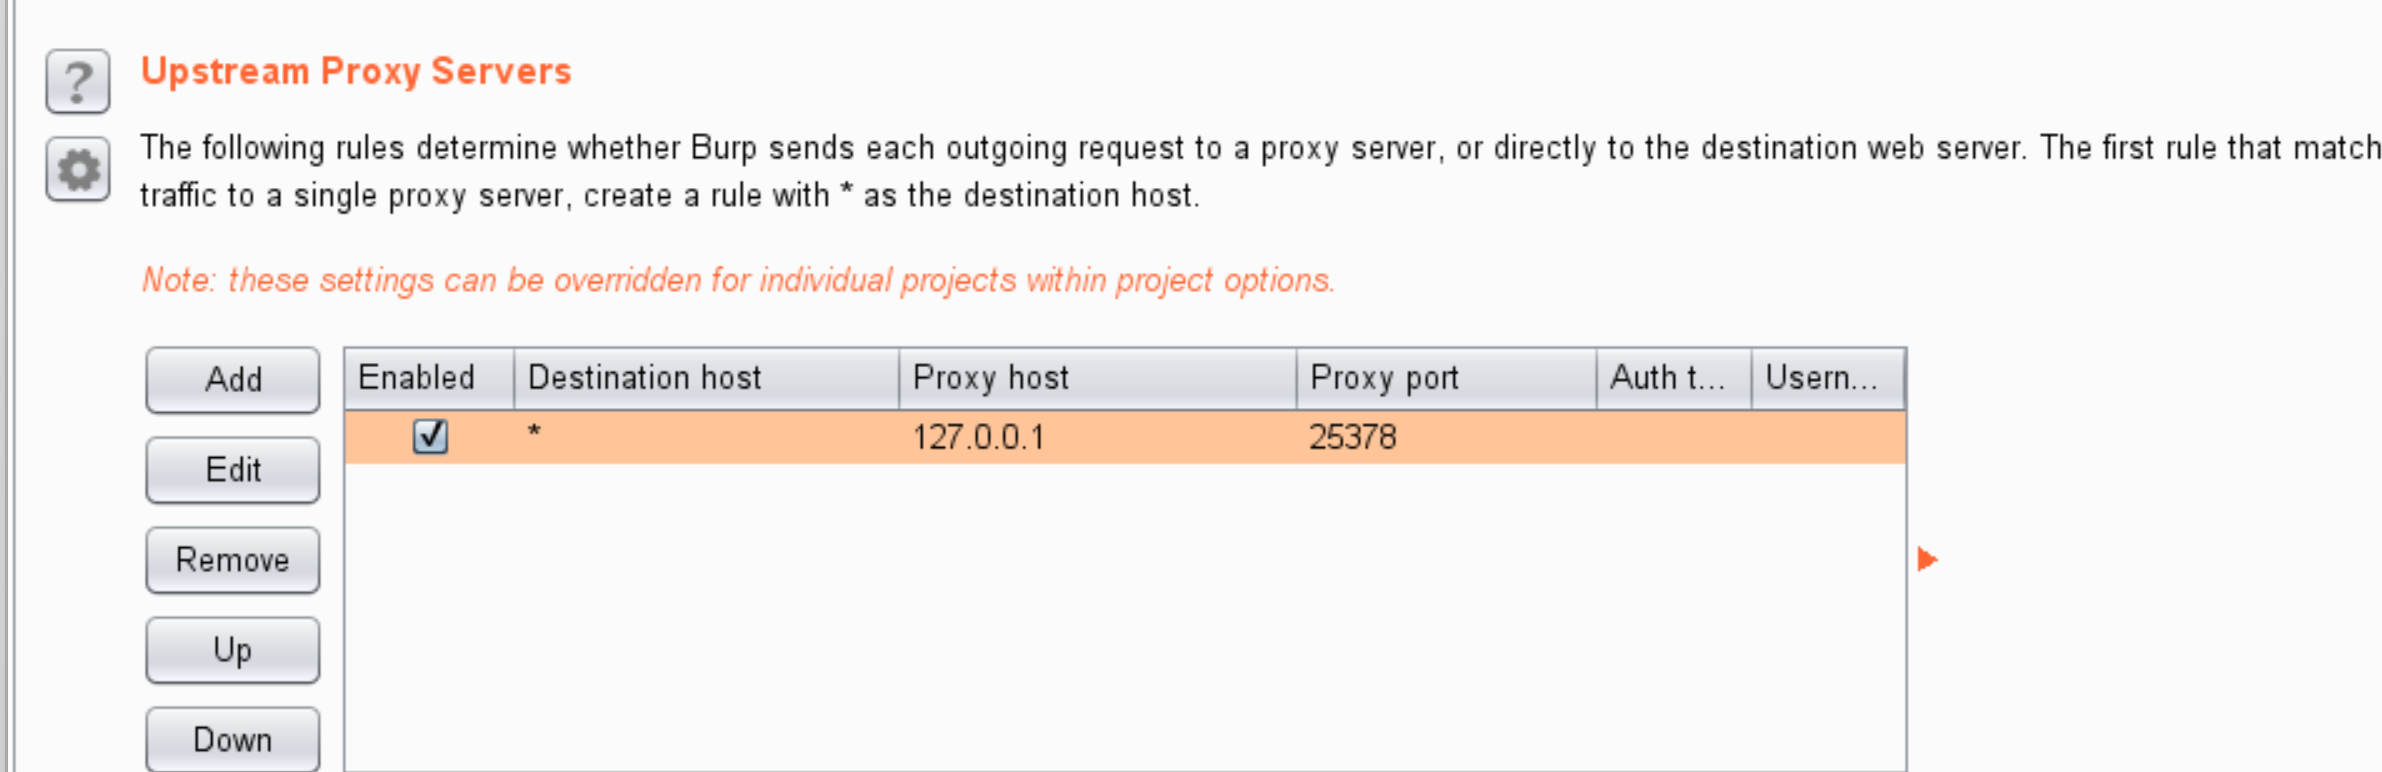 ?
Upstream Proxy Servers
The following rules determine whether Burp sends each outgoing request to a proxy server, or directly to the destination web server. The first rule that match
traffic to a single proxy server, create a rule with * as the destination host.
Note: these settings can be overridden for individual projects within project options.
Add
Edit
Remove
Up
Down
Enabled Destination host Proxy host Proxy port Auth t... Usern...
* 127.0.0.1 25378